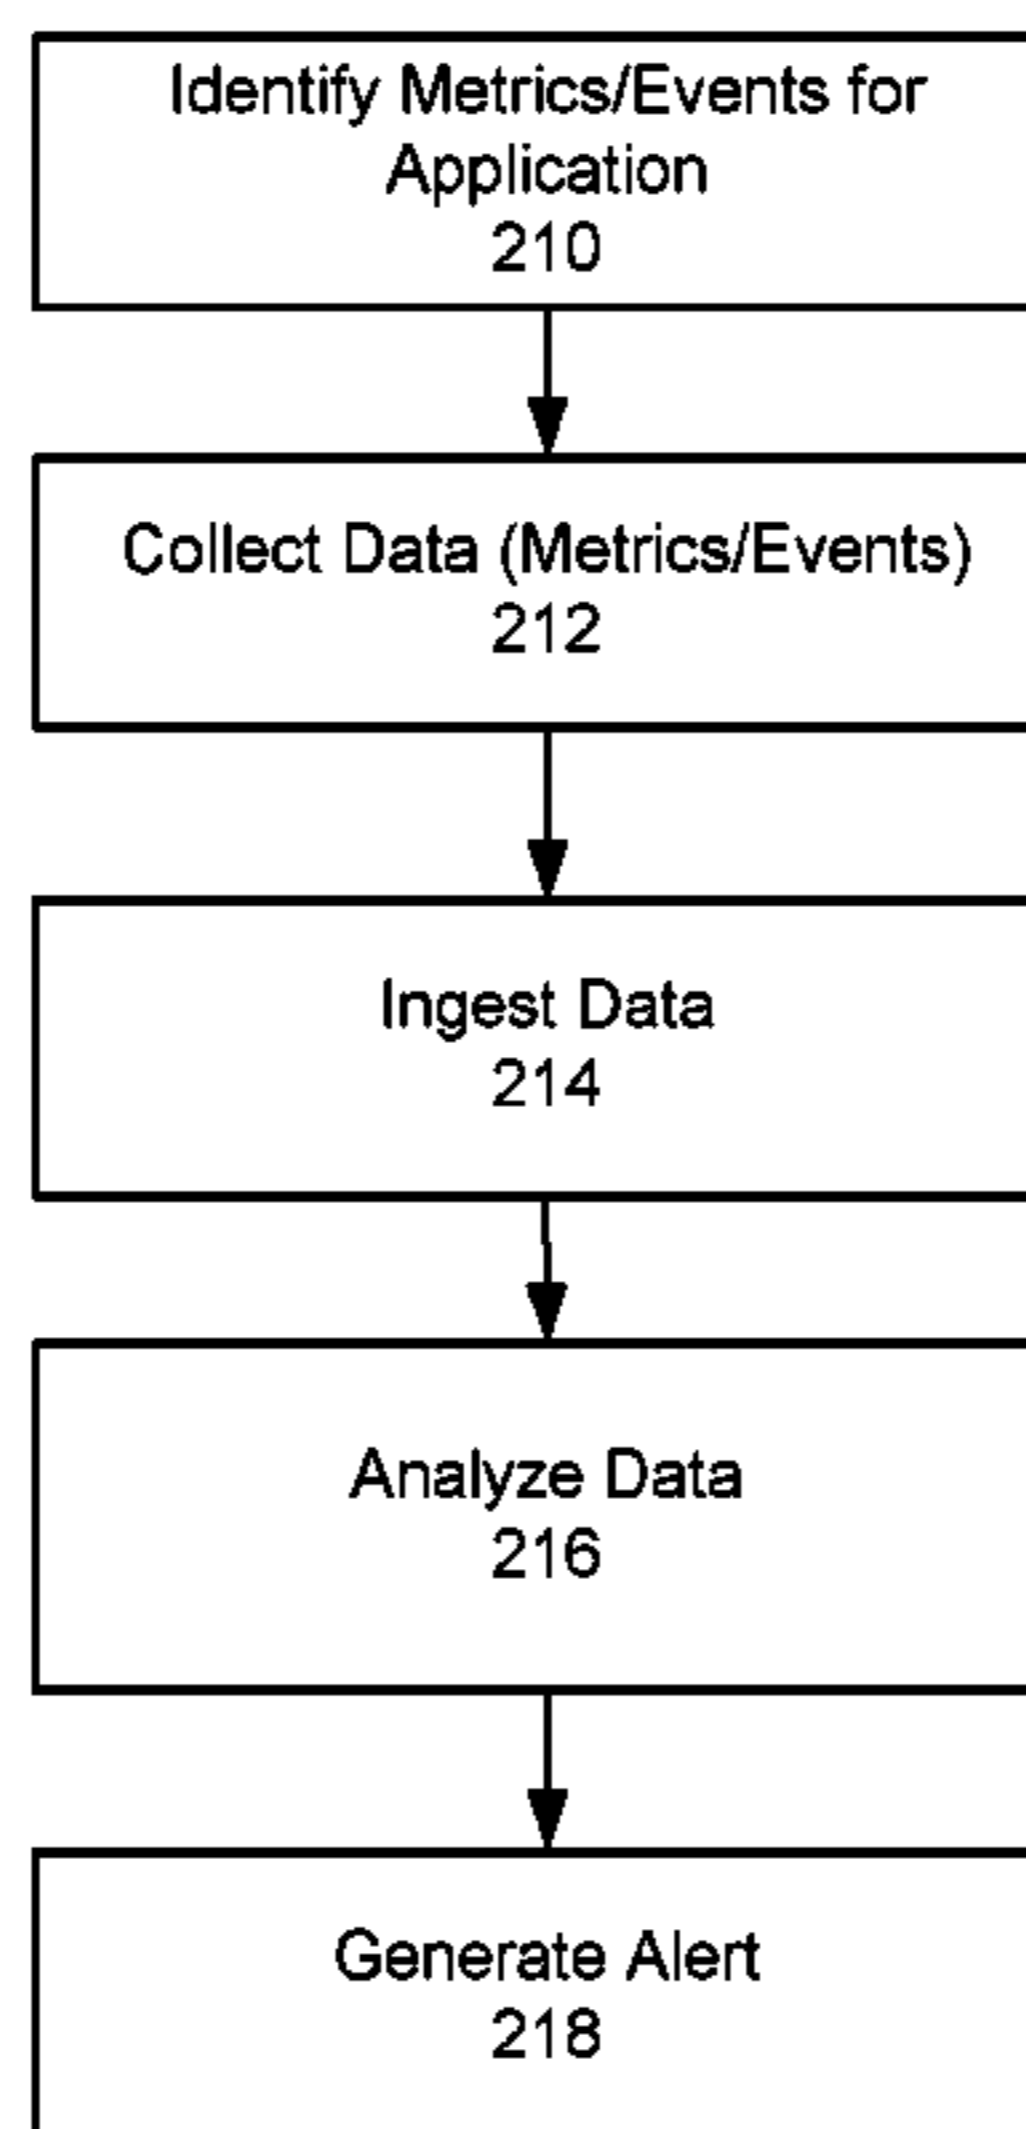 Identify Metrics/Events for
Application
210
Collect Data (Metrics/Events)
212
Ingest Data
214
Analyze Data
216
Generate Alert
218